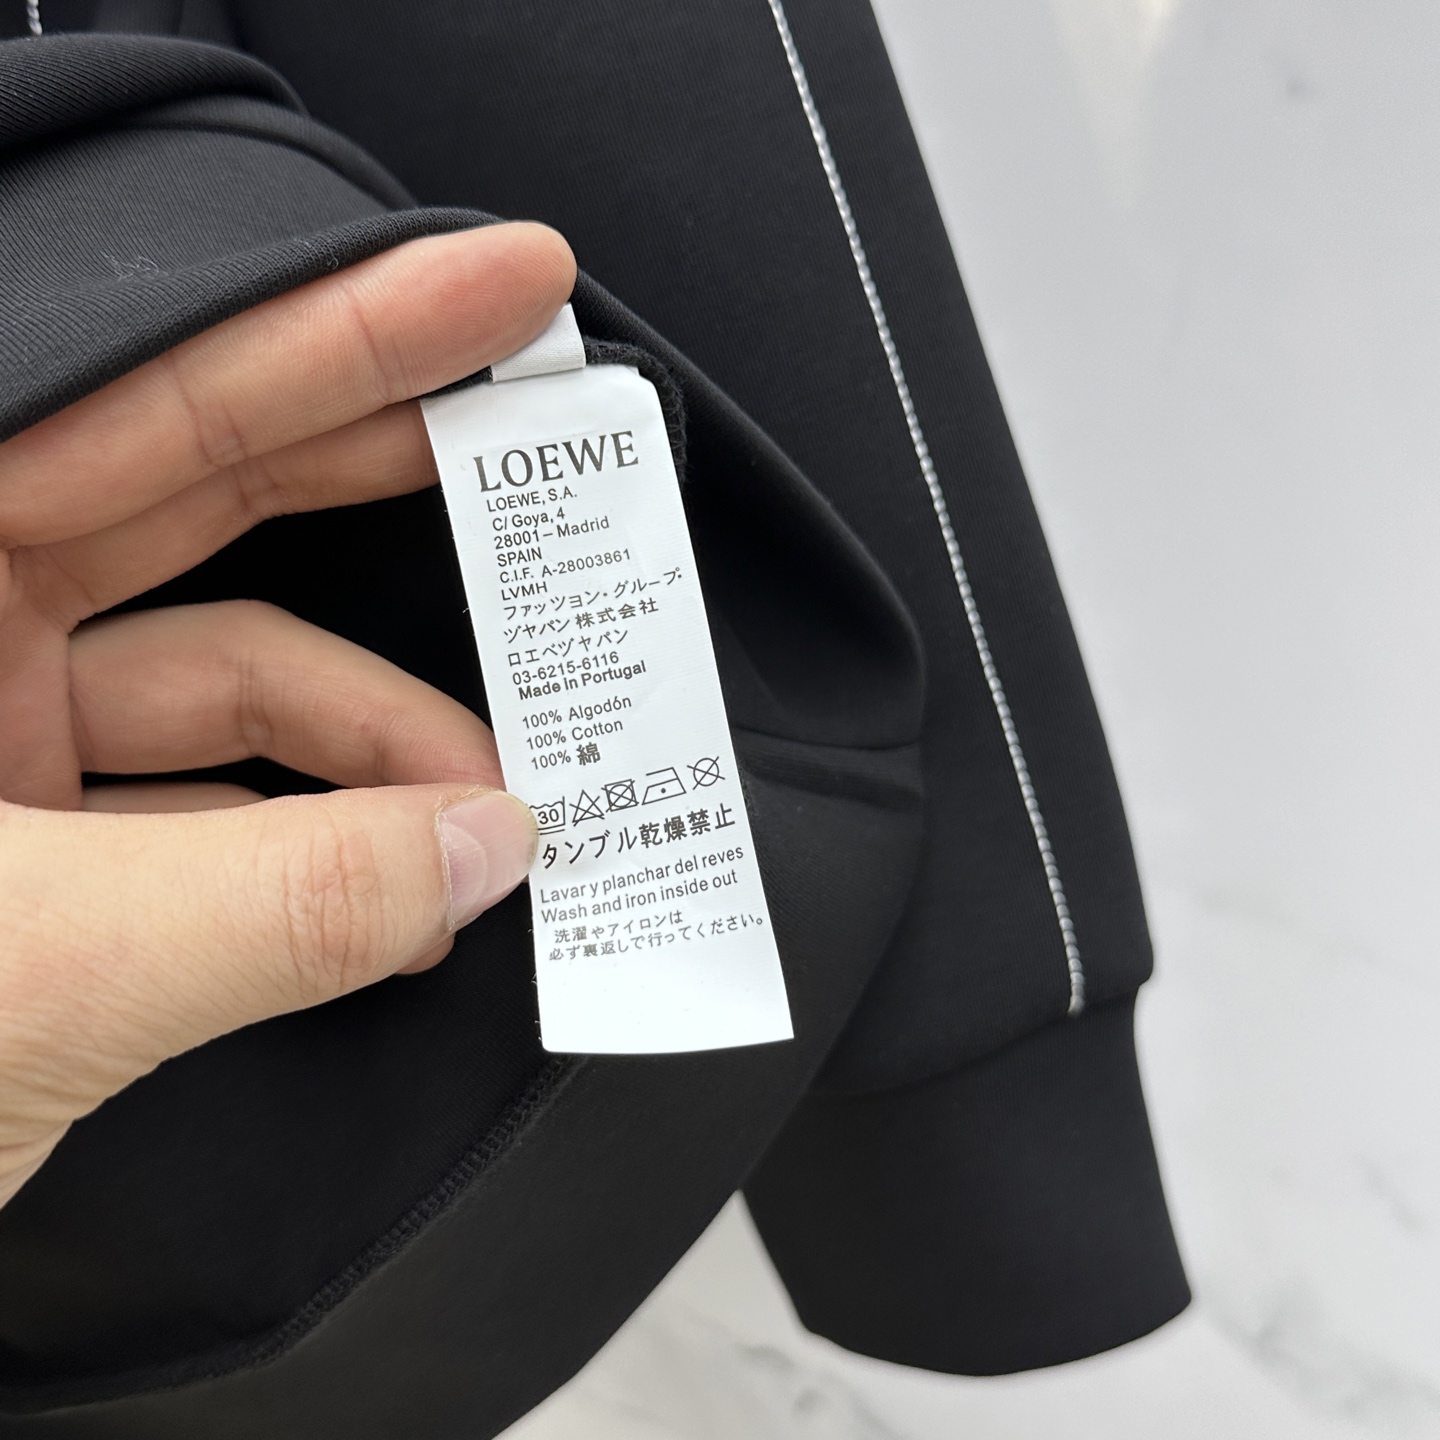 LOEWE
LOEWE, S.A.
C/ Goya, 4
28001 – Madrid
SPAIN
C.I.F. A-28003861
LVMH
ファッツョン・グループ・
ヅヤパン 株式会社
ロエベヅヤパン
03-6215-6116
Made in Portugal
100% Algodón
100% Cotton
100% 綿
30
タンブル乾燥禁止
Lavar y planchar del reves
Wash and iron inside out
洗濯やアイロンは
必ず裏返しで行ってください。